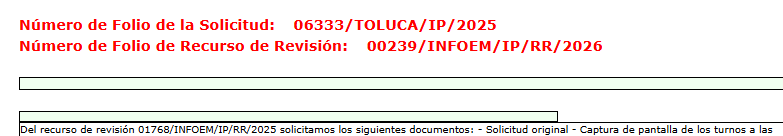 Número de Folio de la Solicitud: 06333/TOLUCA/IP/2025
Número de Folio de Recurso de Revisión: 00239/INFOEM/IP/RR/2026
Del recurso de revisión 01768/INFOEM/IP/RR/2025 solicitamos los siguientes documentos: - Solicitud original - Captura de pantalla de los turnos a las